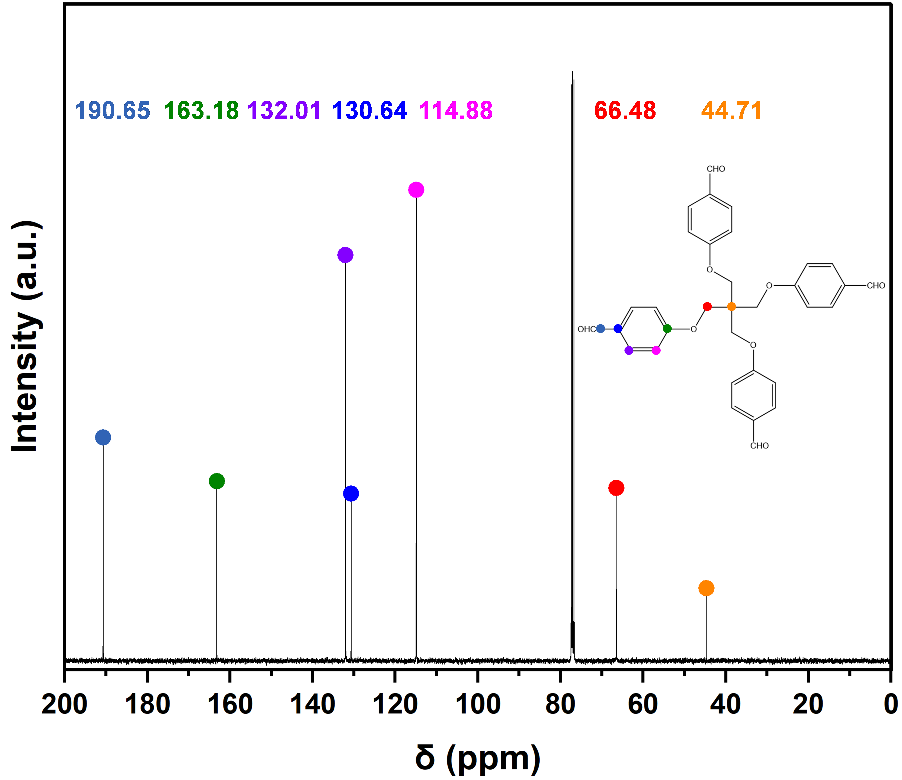 190.65 163.18 132.01 130.64 114.88 66.48 44.71
CHO
O
O
CHO
OHC
O
O
CHO
Intensity (a.u.)
200 180 160 140 120 100 80 60 40 20 0
δ (ppm)